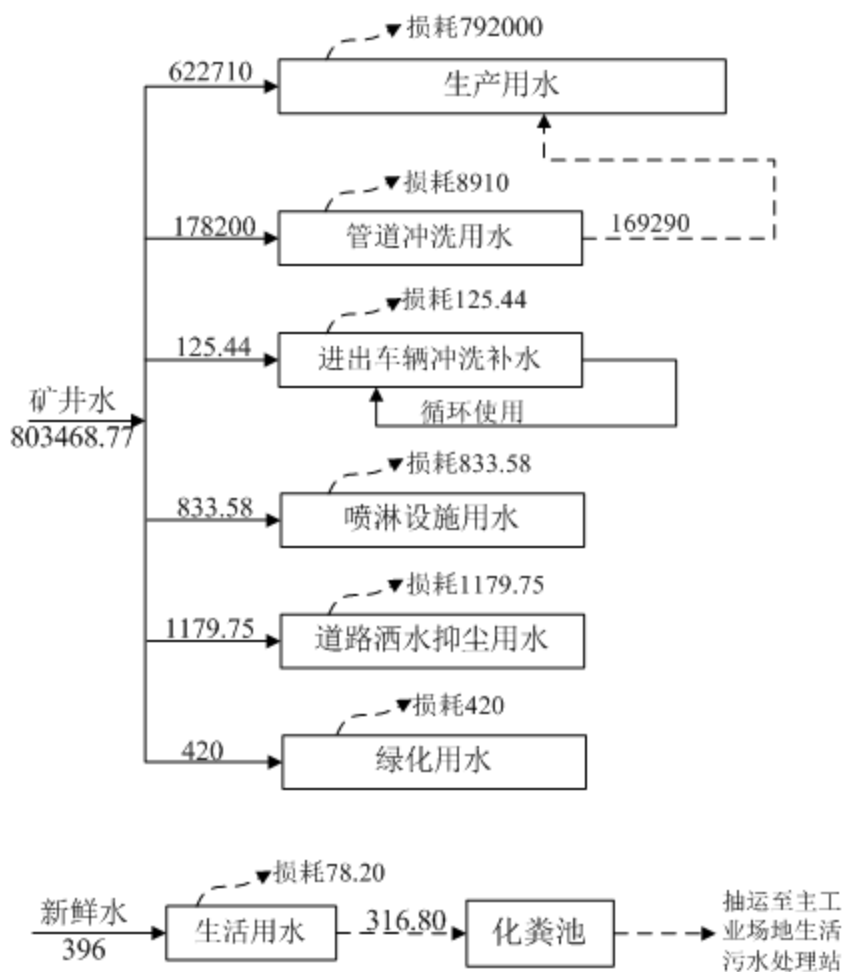 损耗792000
622710
生产用水
损耗8910
178200
管道冲洗用水
169290
损耗125.44
125.44
进出车辆冲洗补水
循环使用
矿井水
803468.77
损耗833.58
833.58
喷淋设施用水
损耗1179.75
1179.75
道路洒水抑尘用水
损耗420
420
绿化用水
损耗78.20
新鲜水
396
生活用水
316.80
化粪池
抽运至主工
业场地生活
污水处理站